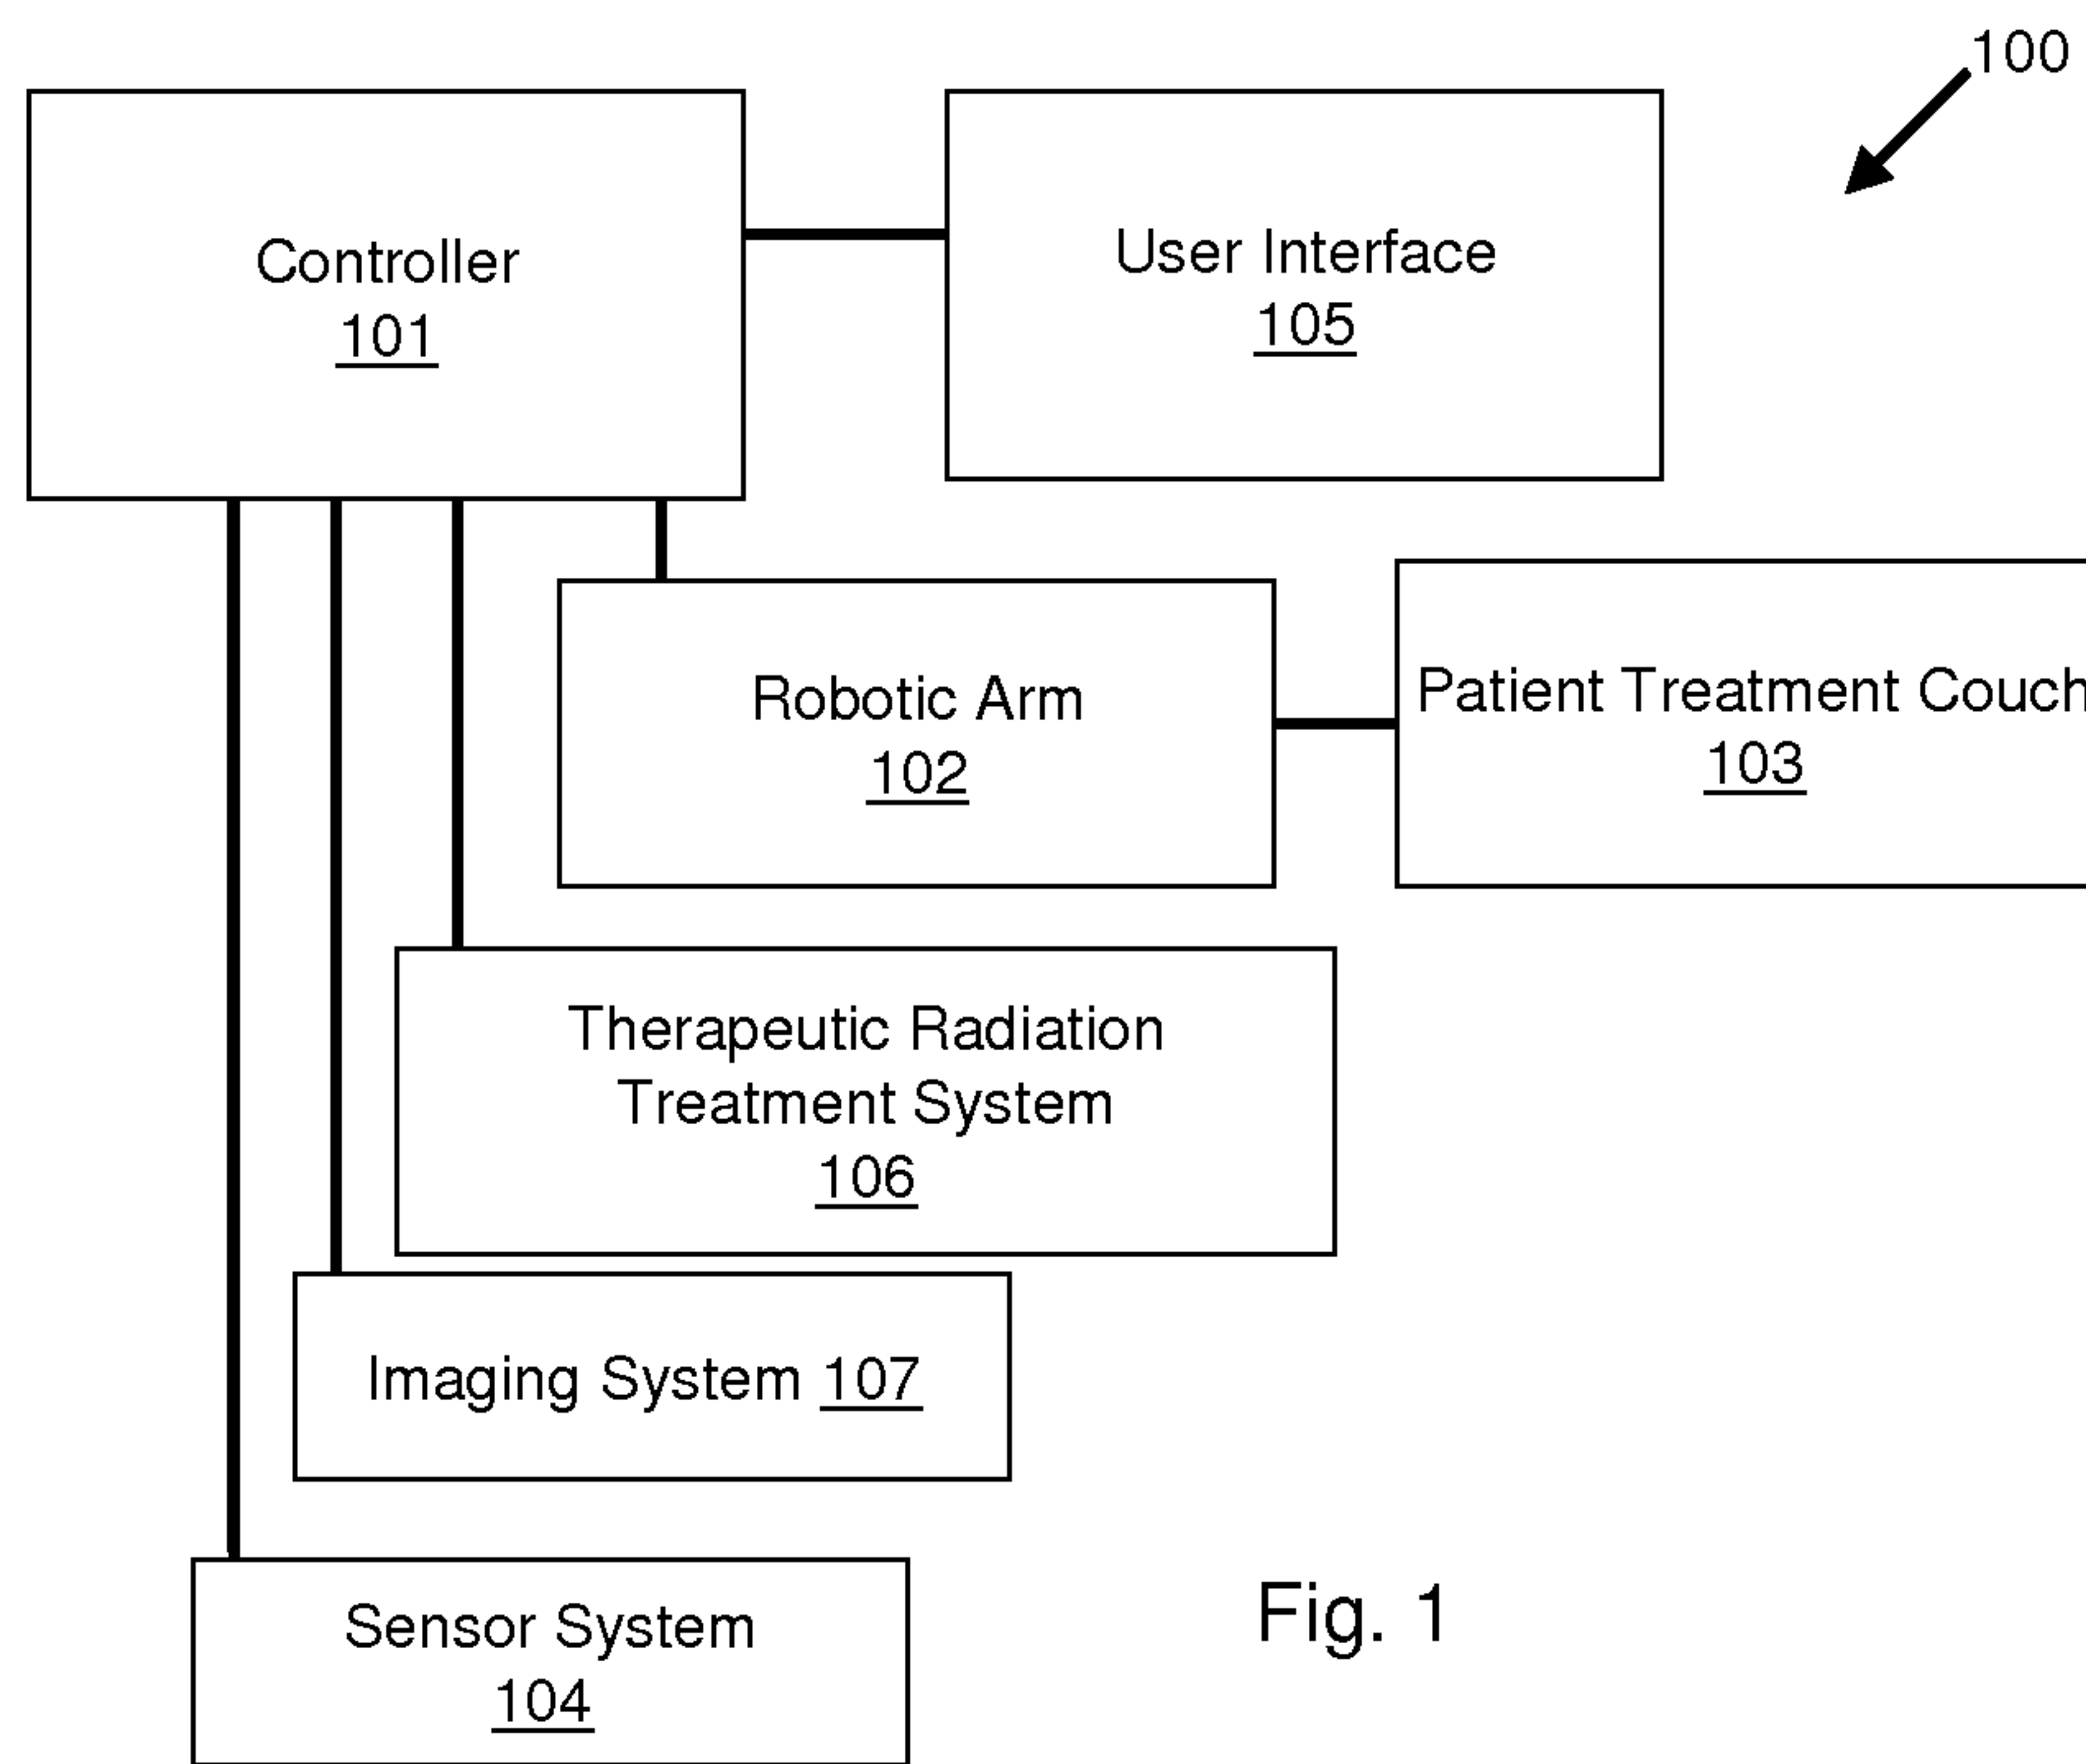 100
Controller
101
User Interface
105
Robotic Arm
102
Patient Treatment Couch
103
Therapeutic Radiation
Treatment System
106
Imaging System 107
Sensor System
104
Fig. 1